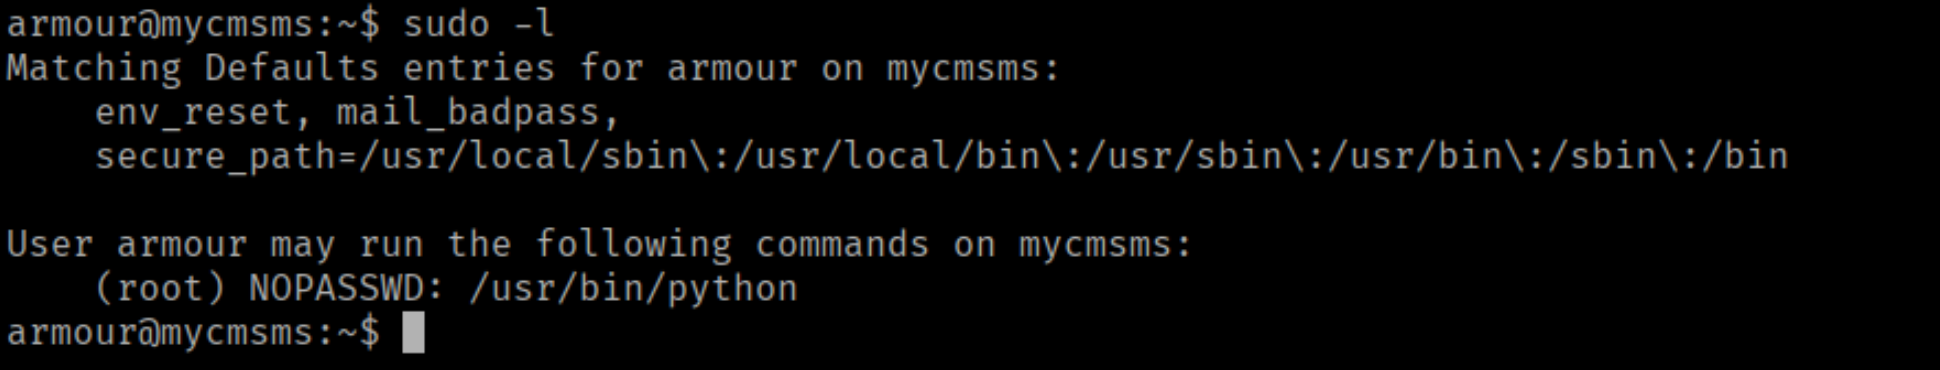 armour@mycmsms:~$ sudo -l
Matching Defaults entries for armour on mycmsms:
    env_reset, mail_badpass,
    secure_path=/usr/local/sbin\:/usr/local/bin\:/usr/sbin\:/usr/bin\:/sbin\:/bin

User armour may run the following commands on mycmsms:
    (root) NOPASSWD: /usr/bin/python
armour@mycmsms:~$